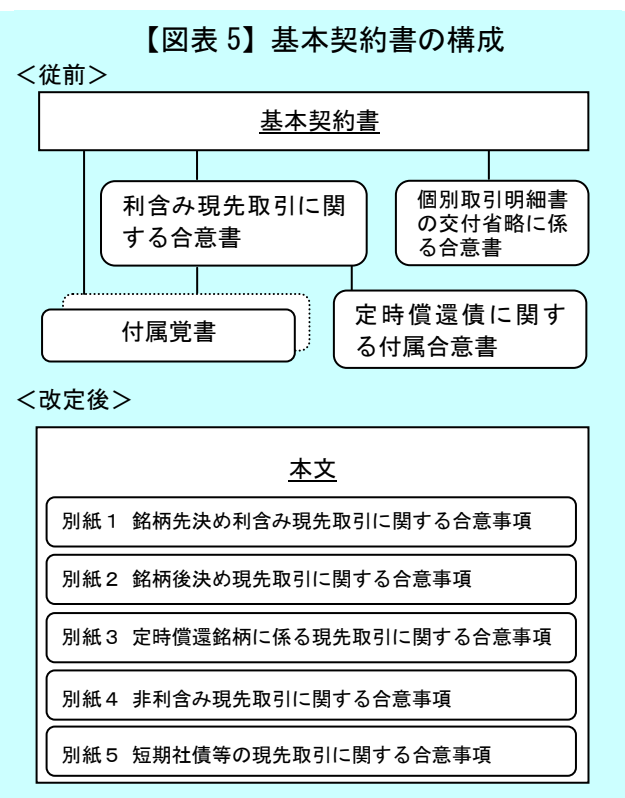 【図表 5】基本契約書の構成
＜従前＞
基本契約書
利含み現先取引に関
する合意書
個別取引明細書
の交付省略に係
る合意書
付属覚書
定時償還債に関す
る付属合意書
＜改定後＞
本文
別紙１ 銘柄先決め利含み現先取引に関する合意事項
別紙２ 銘柄後決め現先取引に関する合意事項
別紙３ 定時償還銘柄に係る現先取引に関する合意事項
別紙４ 非利含み現先取引に関する合意事項
別紙５ 短期社債等の現先取引に関する合意事項